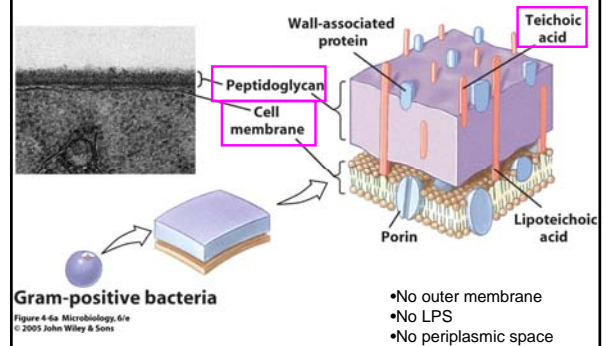 Wall-associated
protein
Teichoic
acid
Peptidoglycan
Cell
membrane
Porin
Lipoteichoic
acid
Gram-positive bacteria
Figure 4-6a Microbiology, 6/e
© 2005 John Wiley & Sons
•No outer membrane
•No LPS
•No periplasmic space